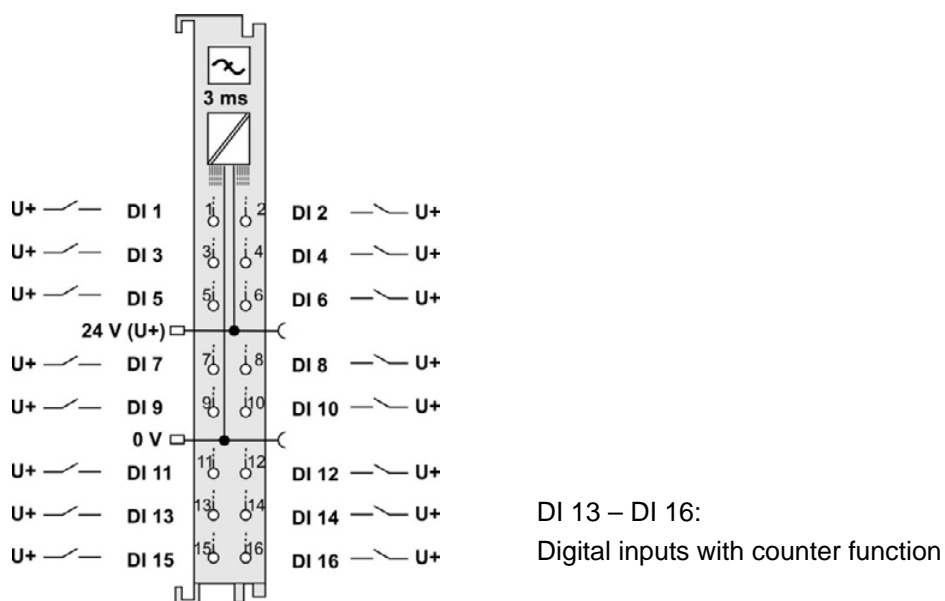 3 ms
U+ DI 1 1 2 DI 2 U+
U+ DI 3 3 4 DI 4 U+
U+ DI 5 5 6 DI 6 U+
24 V (U+)
U+ DI 7 7 8 DI 8 U+
U+ DI 9 9 10 DI 10 U+
0 V
U+ DI 11 11 12 DI 12 U+
U+ DI 13 13 14 DI 14 U+
U+ DI 15 15 16 DI 16 U+
DI 13 – DI 16:
Digital inputs with counter function